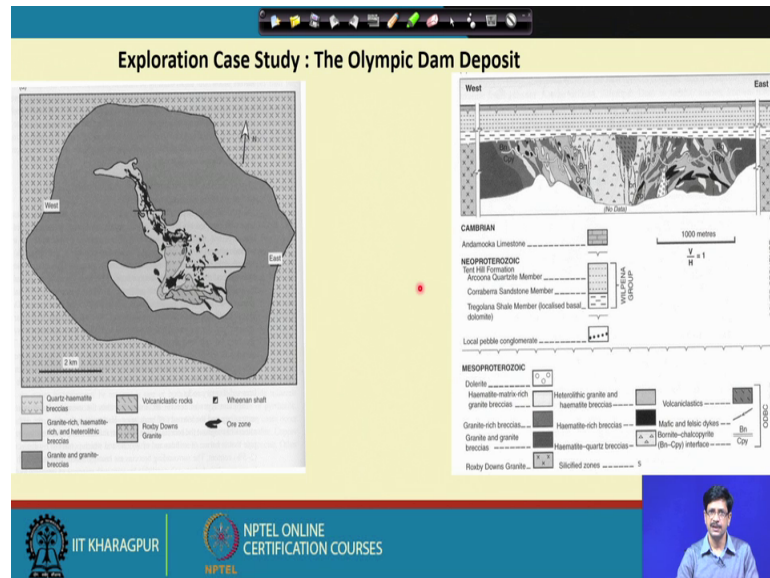 Exploration Case Study : The Olympic Dam Deposit
N
West
East
2 km
Quartz-haematite
breccias
Granite-rich, haematite-
rich, and heterolithic
breccias
Granite and granite-
breccias
Volcaniclastic rocks
Roxby Downs
Granite
Wheenan shaft
Ore zone
West
East
Bn
Cpy
Bn
Cpy
(No Data)
CAMBRIAN
Andamooka Limestone
1000 metres
V
H = 1
NEOPROTEROZOIC
Tent Hill Formation
Arcoona Quartzite Member
Corraberra Sandstone Member
Tregolana Shale Member (localised basal
dolomite)
WILPENA
GROUP
Local pebble conglomerate
MESOPROTEROZOIC
Dolerite
Haematite-matrix-rich
granite breccias
Granite-rich breccias
Granite and granite
breccias
Roxby Downs Granite
Heterolithic granite and
haematite breccias
Haematite-rich breccias
Haematite-quartz breccias
Silicified zones
S
Volcaniclastics
Mafic and felsic dykes
Bornite-chalcopyrite
(Bn-Cpy) interface
Bn
Cpy
ODBC
IIT KHARAGPUR
NPTEL
NPTEL ONLINE
CERTIFICATION COURSES